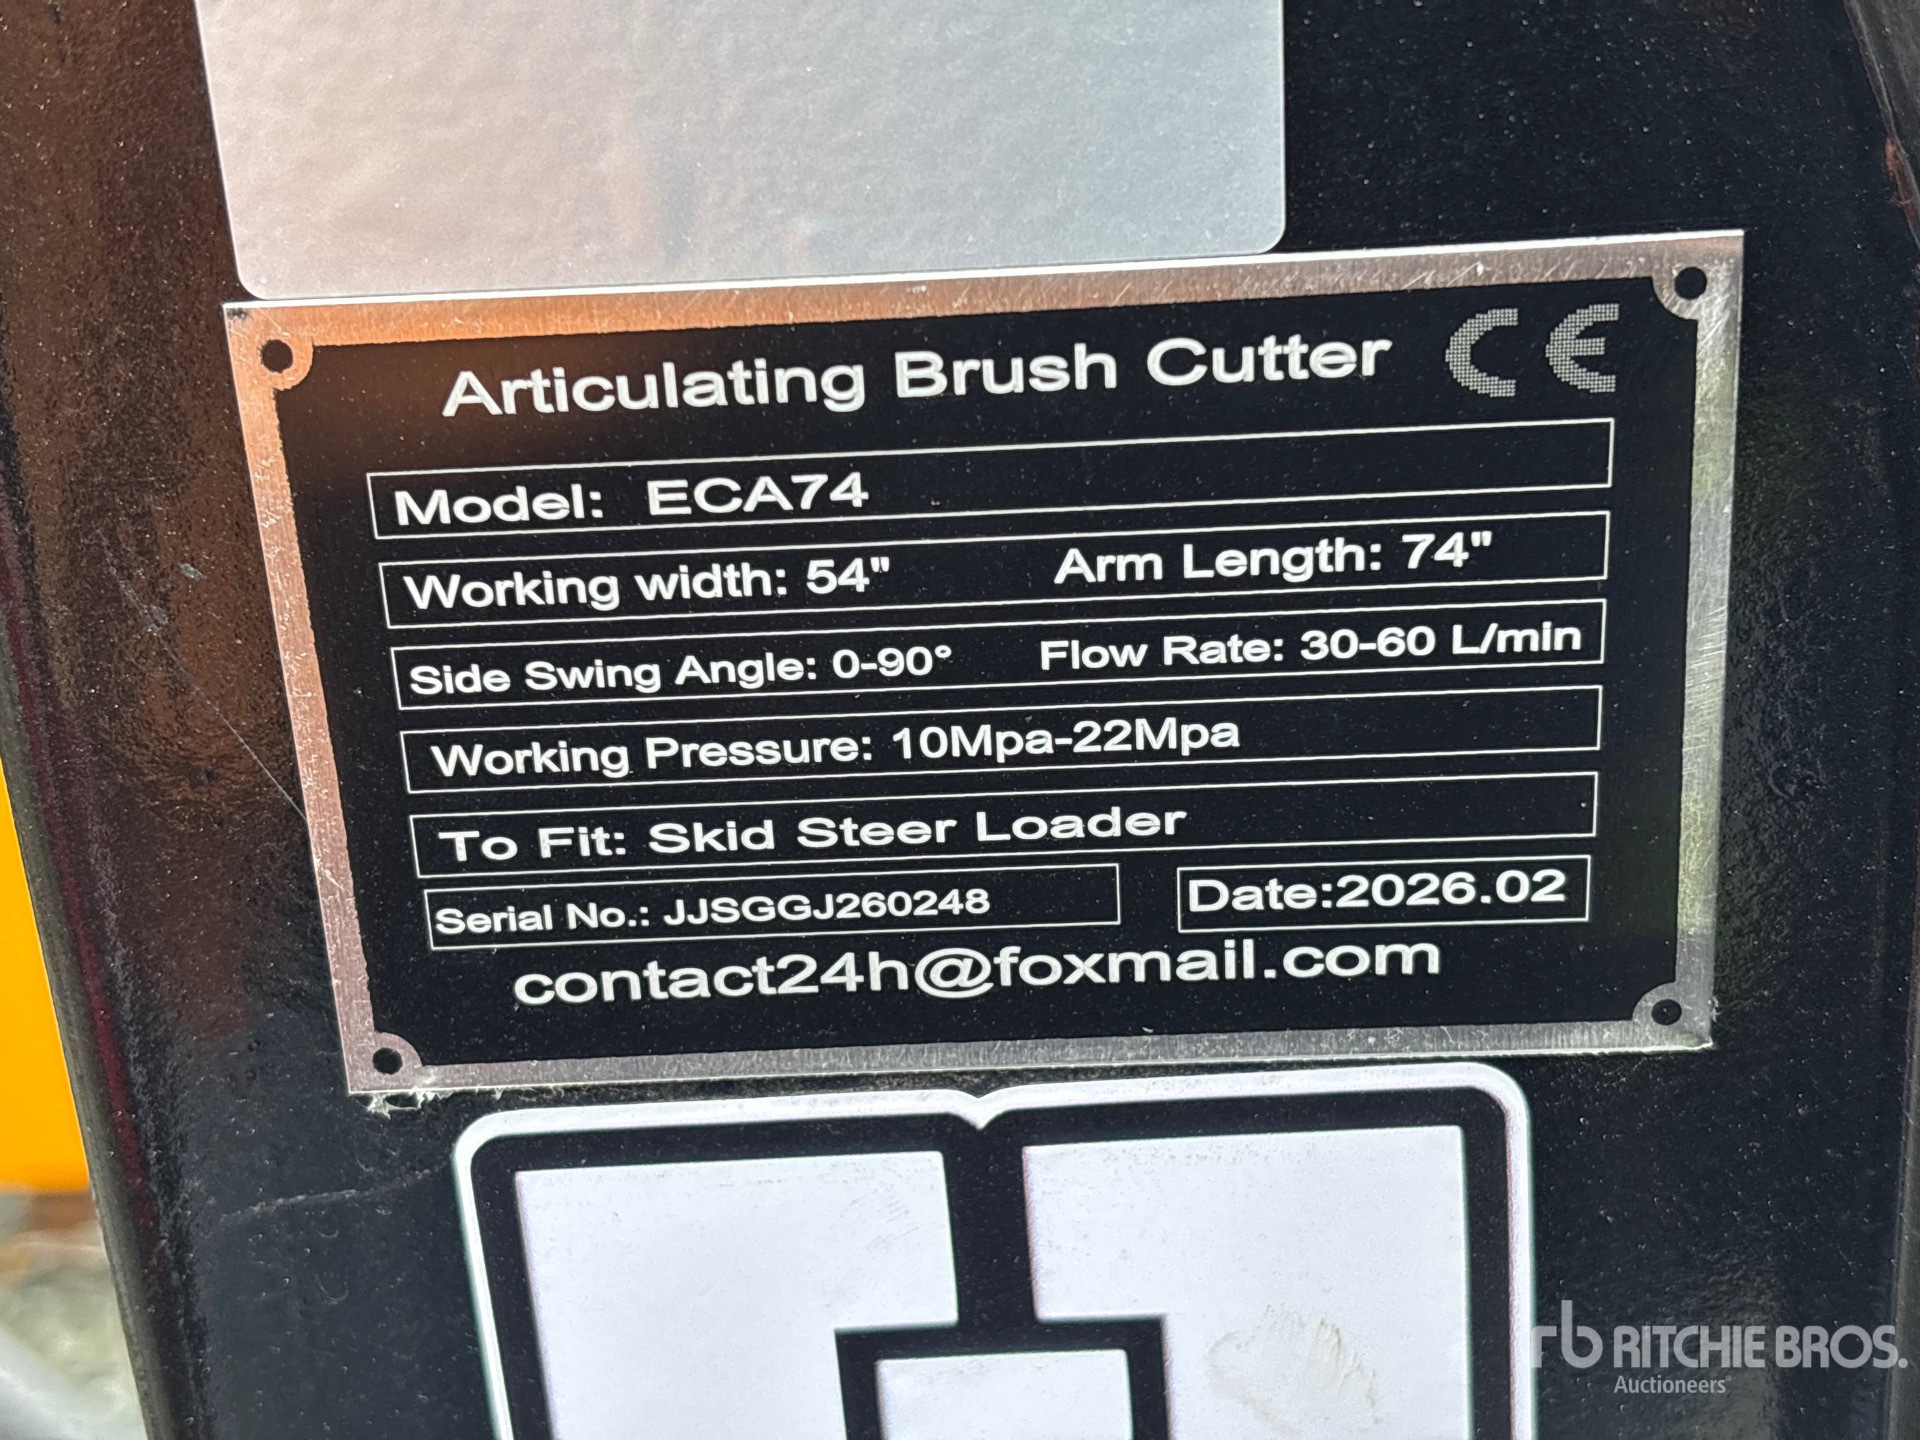 Articulating Brush Cutter CE
Model: ECA74
Working width: 54" Arm Length: 74"
Side Swing Angle: 0-90° Flow Rate: 30-60 L/min
Working Pressure: 10Mpa-22Mpa
To Fit: Skid Steer Loader
Serial No.: JJSGGJ260248 Date:2026.02
contact24h@foxmail.com
rb RITCHIE BROS.
Auctioneers